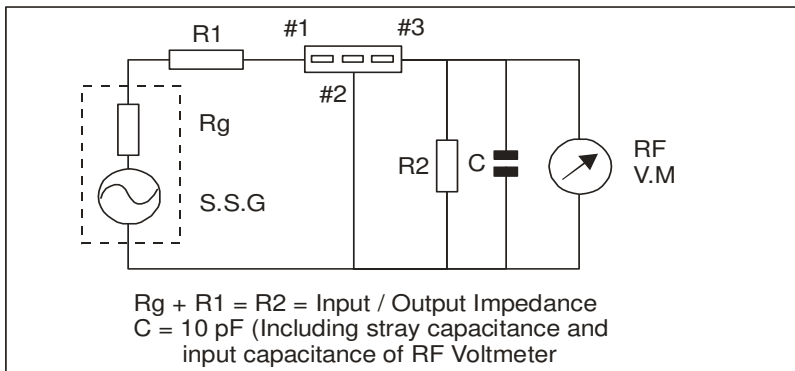 R1
#1
#3
#2
Rg
S.S.G
R2
C
RF
V.M
Rg + R1 = R2 = Input / Output Impedance
C = 10 pF (Including stray capacitance and
input capacitance of RF Voltmeter